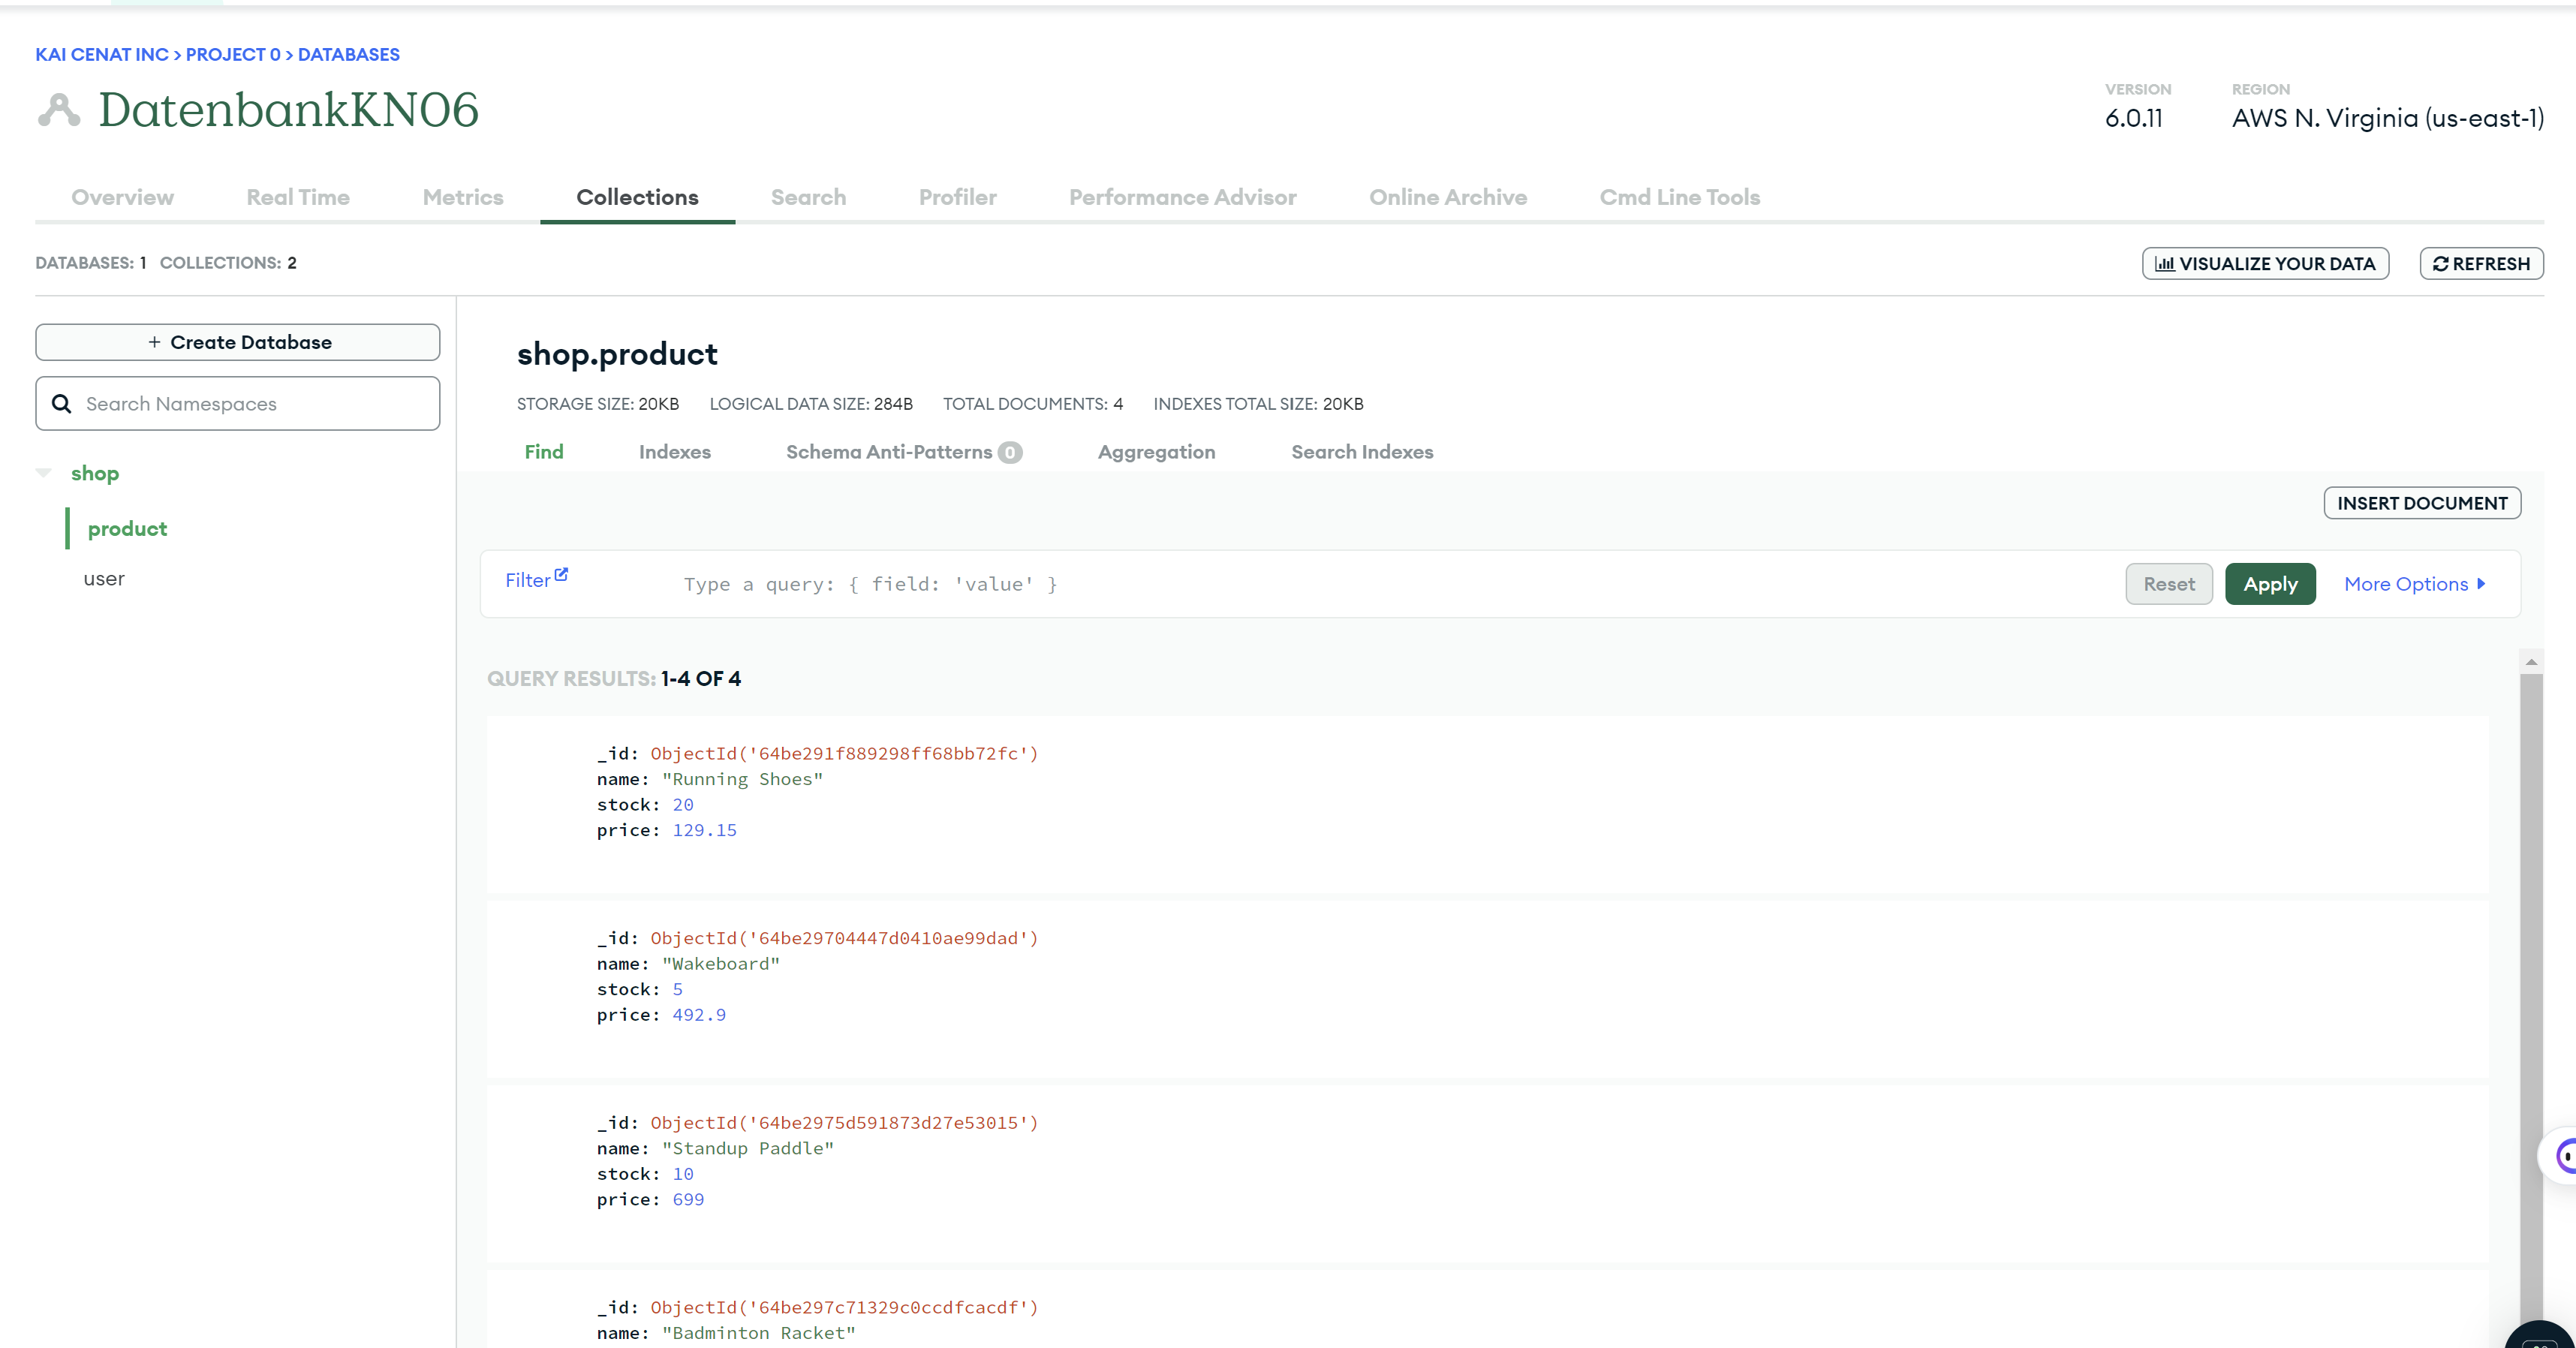 KAI CENAT INC > PROJECT 0 > DATABASES
DatenbankKN06
VERSION
6.0.11
REGION
AWS N. Virginia (us-east-1)
Overview Real Time Metrics Collections Search Profiler Performance Advisor Online Archive Cmd Line Tools
DATABASES: 1 COLLECTIONS: 2
VISUALIZE YOUR DATA REFRESH
+ Create Database
Search Namespaces
shop
product
user
shop.product
STORAGE SIZE: 20KB LOGICAL DATA SIZE: 284B TOTAL DOCUMENTS: 4 INDEXES TOTAL SIZE: 20KB
Find Indexes Schema Anti-Patterns 0 Aggregation Search Indexes
INSERT DOCUMENT
Filter Type a query: { field: 'value' } Reset Apply More Options
QUERY RESULTS: 1-4 OF 4
_id: ObjectId('64be291f889298ff68bb72fc')
name: "Running Shoes"
stock: 20
price: 129.15
_id: ObjectId('64be29704447d0410ae99dad')
name: "Wakeboard"
stock: 5
price: 492.9
_id: ObjectId('64be2975d591873d27e53015')
name: "Standup Paddle"
stock: 10
price: 699
_id: ObjectId('64be297c71329c0ccdfcacdf')
name: "Badminton Racket"